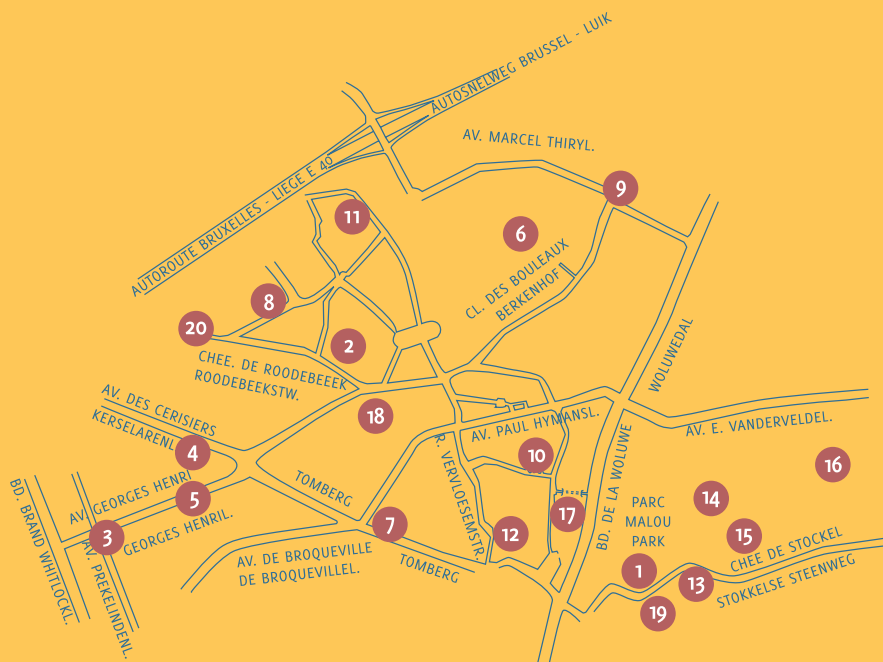 AUTOSNELWEG BRUSSEL - LUIK
AUTOROUTE BRUXELLES - LIEGE E 40
AV. MARCEL THIRYL.
9
11
6
CL. DES BOULEAUX
BERKENHOF
8
20
2
CHEE. DE ROODEBEEEK
ROODEBEEKSTW.
WOLUWEDAL
AV. DES CERISIERS
KERSELARENL
18
AV. PAUL HYMANSL.
AV. E. VANDERVELDEL.
4
10
16
R. VERVLOESEMSTR.
BD. DE LA WOLUWE
AV. GEORGES HENRI
5
GEORGES HENRIL.
TOMBERG
BD. BRAND WHITLOCKL.
3
AV. PREKELINDENL.
7
12
17
PARC
MALOU
PARK
14
15
AV. DE BROQUEVILLE
DE BROQUEVILLEL.
TOMBERG
1
13
19
CHEE DE STOCKEL
STOKKELSE STEENWEG